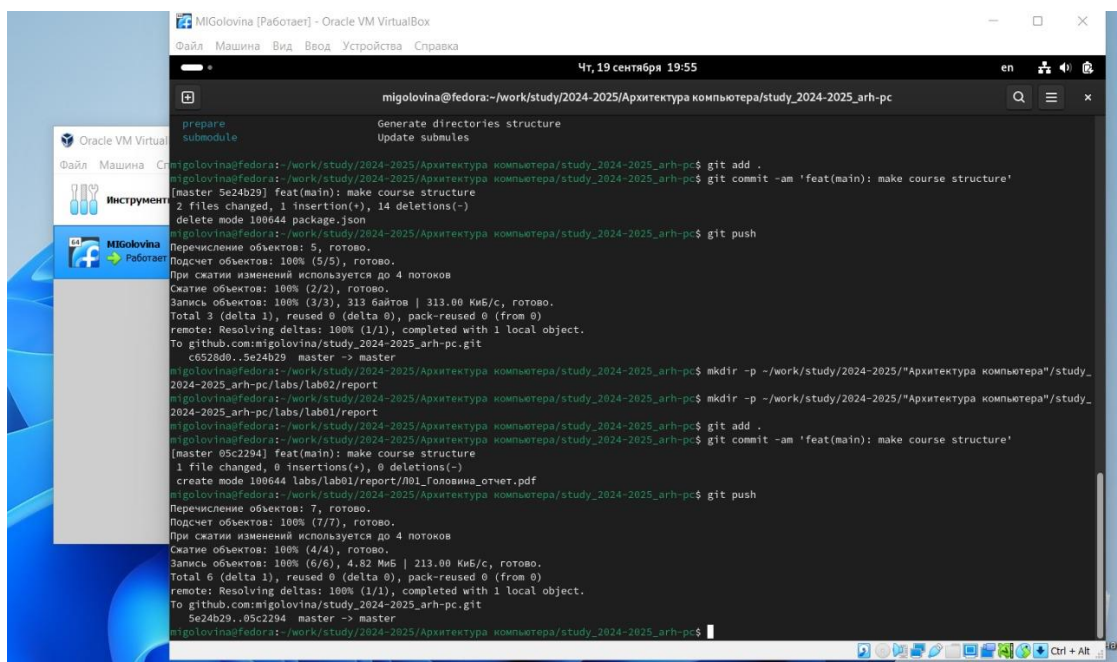 MIGolovina [Работает] - Oracle VM VirtualBox
Файл Машина Вид Ввод Устройства Справка
Чт, 19 сентября 19:55
en
migolovina@fedora:~/work/study/2024-2025/Архитектура компьютера/study_2024-2025_arh-pc
Oracle VM Virtual
Файл Машина
Инструмент
64
MIGolovina
Работает
prepare Generate directories structure
submodule Update submules
migolovina@fedora:~/work/study/2024-2025/Архитектура компьютера/study_2024-2025_arh-pc$ git add .
migolovina@fedora:~/work/study/2024-2025/Архитектура компьютера/study_2024-2025_arh-pc$ git commit -am 'feat(main): make course structure'
[master 5e24b29] feat(main): make course structure
2 files changed, 1 insertion(+), 14 deletions(-)
delete mode 100644 package.json
migolovina@fedora:~/work/study/2024-2025/Архитектура компьютера/study_2024-2025_arh-pc$ git push
Перечисление объектов: 5, готово.
Подсчет объектов: 100% (5/5), готово.
При сжатии изменений используется до 4 потоков
Сжатие объектов: 100% (2/2), готово.
Запись объектов: 100% (3/3), 313 байтов | 313.00 КиБ/с, готово.
Total 3 (delta 1), reused 0 (delta 0), pack-reused 0 (from 0)
remote: Resolving deltas: 100% (1/1), completed with 1 local object.
To github.com:migolovina/study_2024-2025_arh-pc.git
c6528d0..5e24b29 master -> master
migolovina@fedora:~/work/study/2024-2025/Архитектура компьютера/study_2024-2025_arh-pc$ mkdir -p ~/work/study/2024-2025/"Архитектура компьютера"/study_
2024-2025_arh-pc/labs/lab02/report
migolovina@fedora:~/work/study/2024-2025/Архитектура компьютера/study_2024-2025_arh-pc$ mkdir -p ~/work/study/2024-2025/"Архитектура компьютера"/study_
2024-2025_arh-pc/labs/lab01/report
migolovina@fedora:~/work/study/2024-2025/Архитектура компьютера/study_2024-2025_arh-pc$ git add .
migolovina@fedora:~/work/study/2024-2025/Архитектура компьютера/study_2024-2025_arh-pc$ git commit -am 'feat(main): make course structure'
[master 05c2294] feat(main): make course structure
1 file changed, 0 insertions(+), 0 deletions(-)
create mode 100644 labs/lab01/report/Л01_Головина_отчет.pdf
migolovina@fedora:~/work/study/2024-2025/Архитектура компьютера/study_2024-2025_arh-pc$ git push
Перечисление объектов: 7, готово.
Подсчет объектов: 100% (7/7), готово.
При сжатии изменений используется до 4 потоков
Сжатие объектов: 100% (4/4), готово.
Запись объектов: 100% (6/6), 4.82 МиБ | 213.00 КиБ/с, готово.
Total 6 (delta 1), reused 0 (delta 0), pack-reused 0 (from 0)
remote: Resolving deltas: 100% (1/1), completed with 1 local object.
To github.com:migolovina/study_2024-2025_arh-pc.git
5e24b29..05c2294 master -> master
migolovina@fedora:~/work/study/2024-2025/Архитектура компьютера/study_2024-2025_arh-pc$
Ctrl + Alt